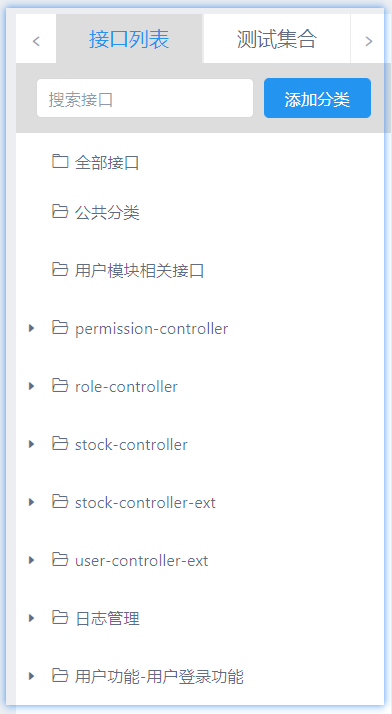 接口列表 测试集合
搜索接口 添加分类
全部接口
公共分类
用户模块相关接口
permission-controller
role-controller
stock-controller
stock-controller-ext
user-controller-ext
日志管理
用户功能-用户登录功能